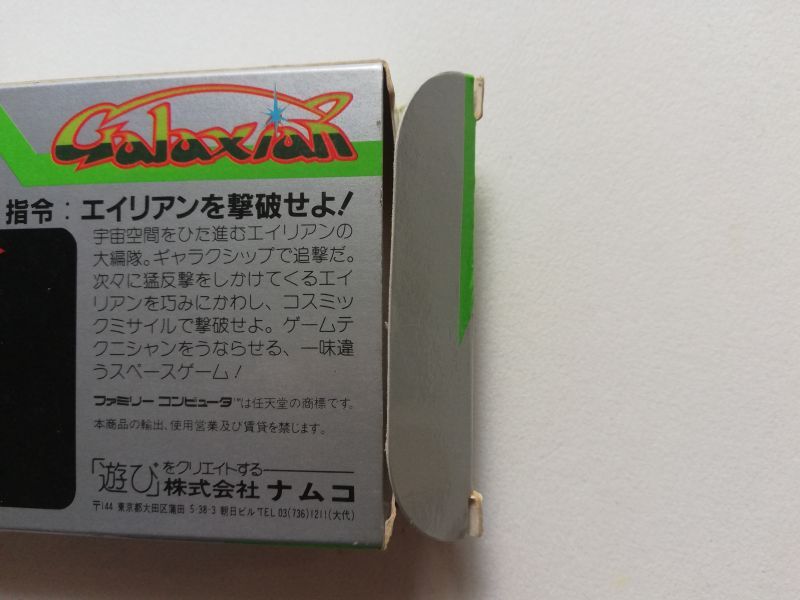 Galaxian
指令:エイリアンを撃破せよ!
宇宙空間をひた進むエイリアンの
大編隊。ギャラクシップで追撃だ。
次々に猛反撃をしかけてくるエイ
リアンを巧みにかわし、コスミッ
クミサイルで撃破せよ。ゲームテ
クニシャンをうならせる、一味違
うスペースゲーム!
ファミリー コンピュータ™は任天堂の商標です。
本商品の輸出、使用営業及び賃貸を禁じます。
「遊び」をクリエイトする
株式会社 ナムコ
〒144 東京都大田区蒲田 5-38-3 朝日ビル TEL 03(736)1211(大代)